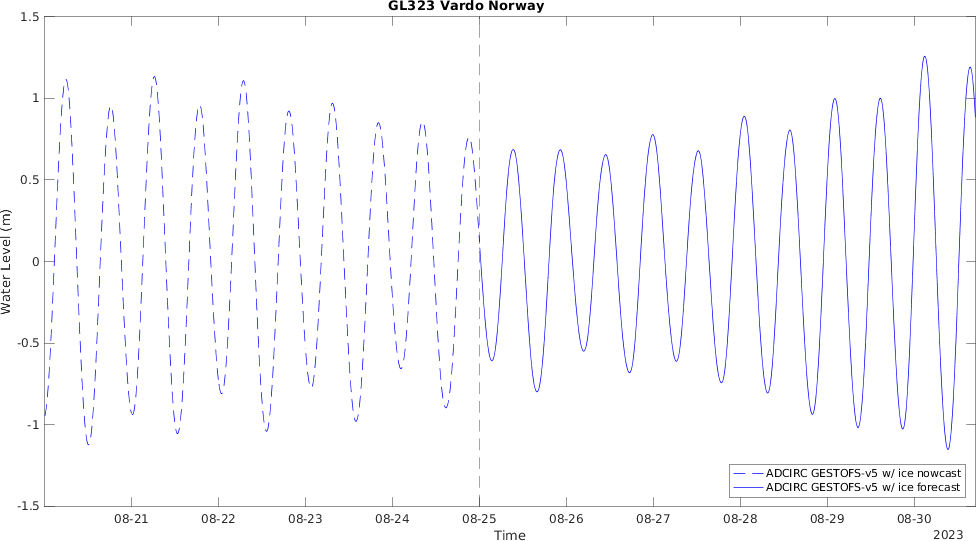 GL323 Vardo Norway
Water Level (m)
1.5
1
0.5
0
-0.5
-1
-1.5
08-21 08-22 08-23 08-24 08-25 08-26 08-27 08-28 08-29 08-30
Time
2023
ADCIRC GESTOFS-v5 w/ ice nowcast
ADCIRC GESTOFS-v5 w/ ice forecast